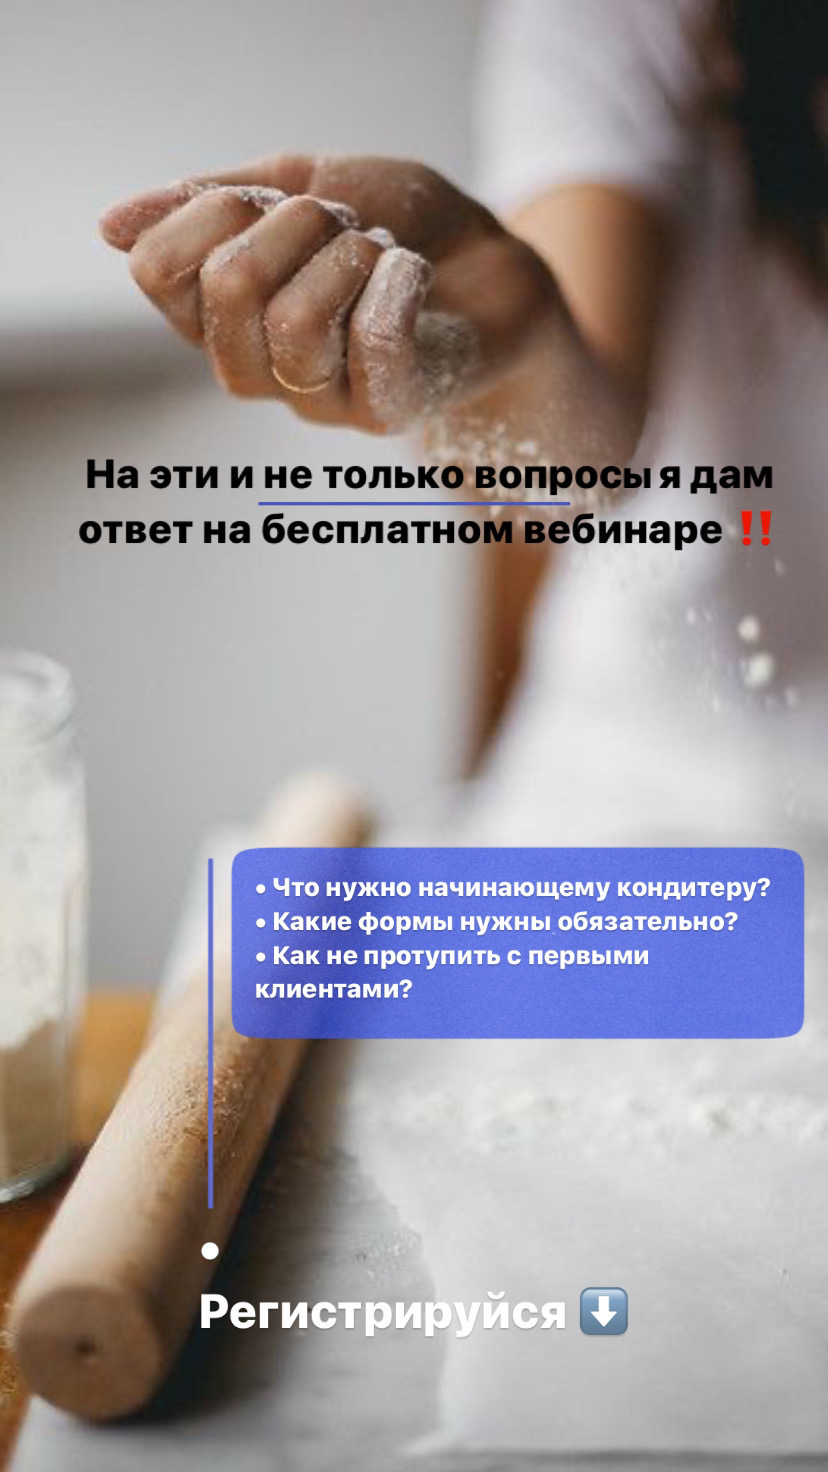 На эти и не только вопросы я дам
ответ на бесплатном вебинаре ‼️
• Что нужно начинающему кондитеру?
• Какие формы нужны обязательно?
• Как не протупить с первыми
клиентами?
Регистрируйся ⬇️